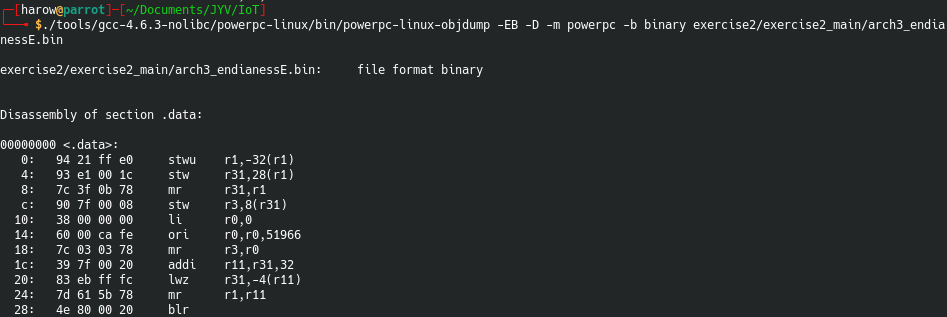 ┌─[harow@parrot]─[~/Documents/JYV/IoT]
└──╼ $./tools/gcc-4.6.3-nolibc/powerpc-linux/bin/powerpc-linux-objdump -EB -D -m powerpc -b binary exercise2/exercise2_main/arch3_endia
nessE.bin
exercise2/exercise2_main/arch3_endianessE.bin:     file format binary
Disassembly of section .data:
00000000 <.data>:
   0:   94 21 ff e0     stwu    r1,-32(r1)
   4:   93 e1 00 1c     stw     r31,28(r1)
   8:   7c 3f 0b 78     mr      r31,r1
   c:   90 7f 00 08     stw     r3,8(r31)
  10:   38 00 00 00     li      r0,0
  14:   60 00 ca fe     ori     r0,r0,51966
  18:   7c 03 03 78     mr      r3,r0
  1c:   39 7f 00 20     addi    r11,r31,32
  20:   83 eb ff fc     lwz     r31,-4(r11)
  24:   7d 61 5b 78     mr      r1,r11
  28:   4e 80 00 20     blr